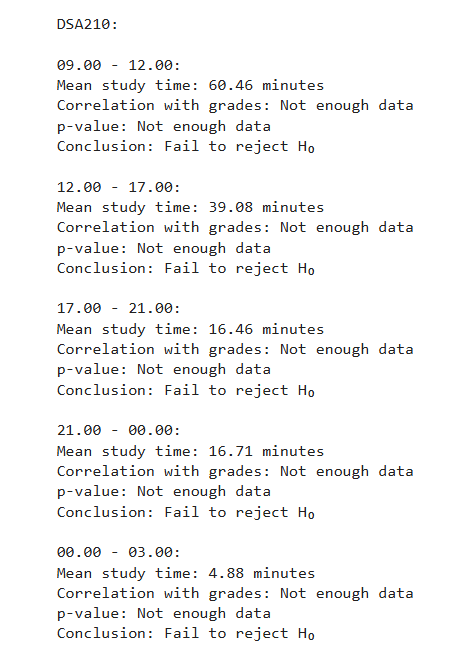 DSA210:
09.00 - 12.00:
Mean study time: 60.46 minutes
Correlation with grades: Not enough data
p-value: Not enough data
Conclusion: Fail to reject H₀
12.00 - 17.00:
Mean study time: 39.08 minutes
Correlation with grades: Not enough data
p-value: Not enough data
Conclusion: Fail to reject H₀
17.00 - 21.00:
Mean study time: 16.46 minutes
Correlation with grades: Not enough data
p-value: Not enough data
Conclusion: Fail to reject H₀
21.00 - 00.00:
Mean study time: 16.71 minutes
Correlation with grades: Not enough data
p-value: Not enough data
Conclusion: Fail to reject H₀
00.00 - 03.00:
Mean study time: 4.88 minutes
Correlation with grades: Not enough data
p-value: Not enough data
Conclusion: Fail to reject H₀